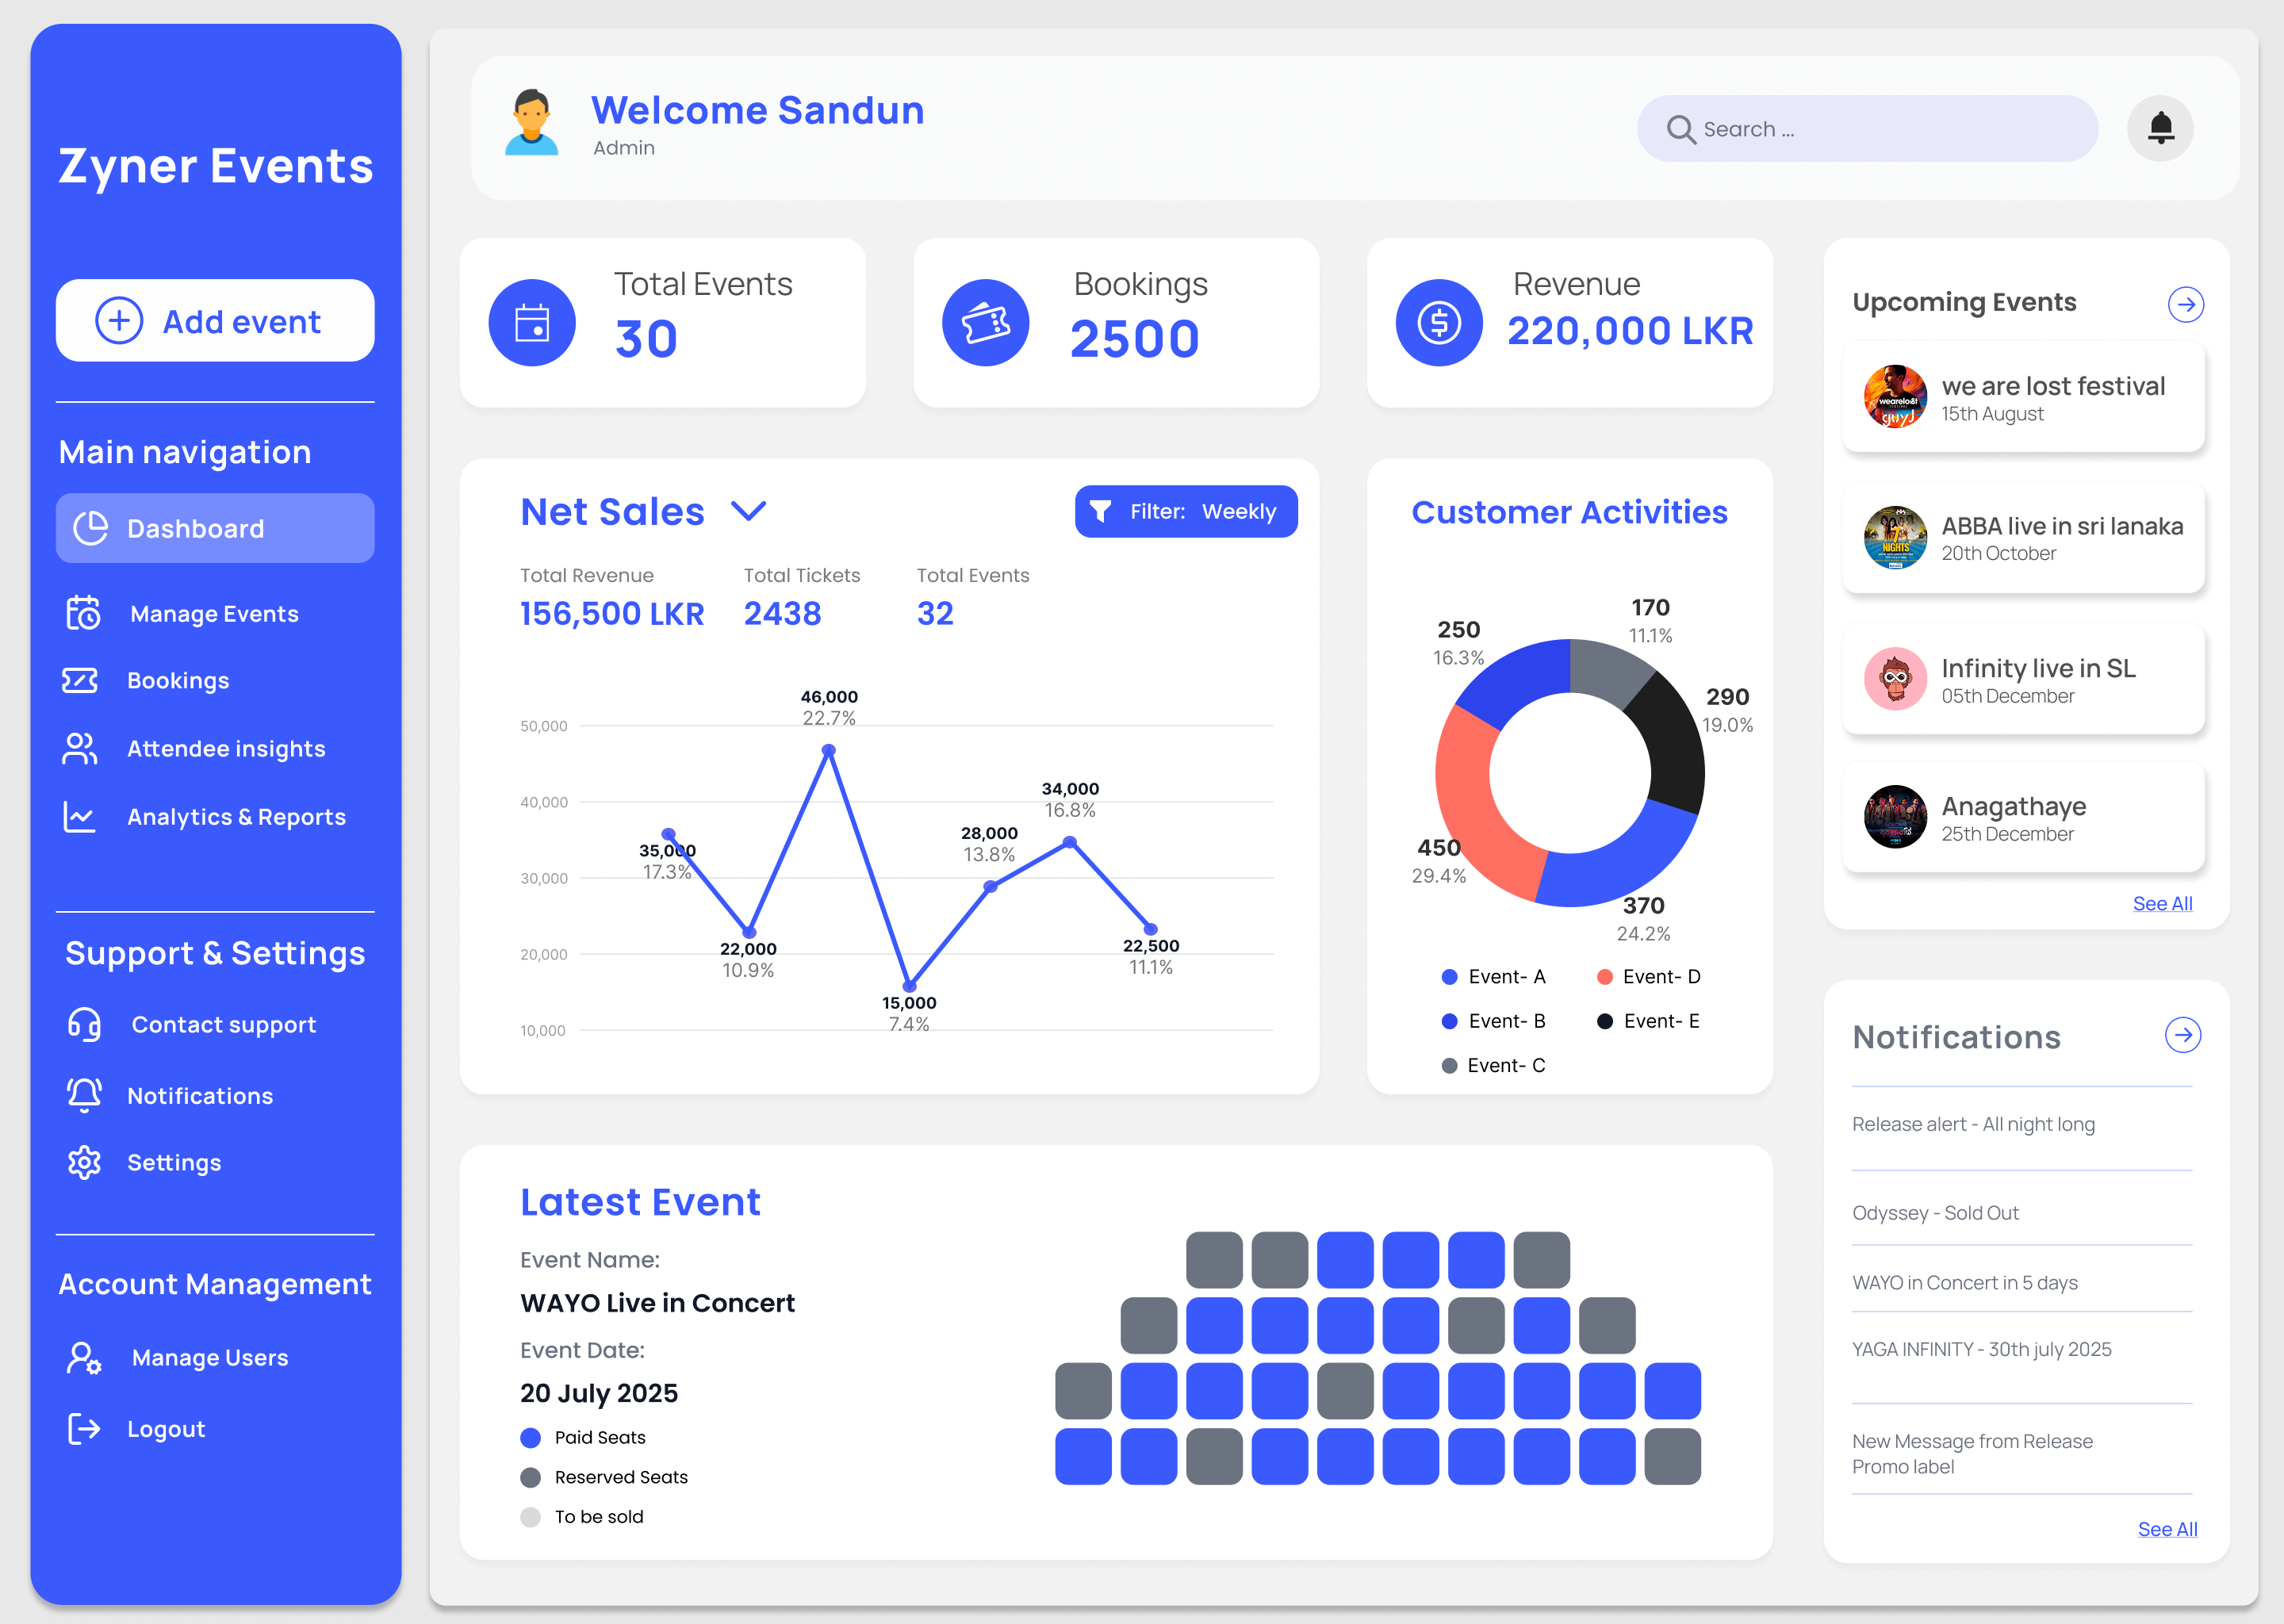 Zyner Events
Add event
Main navigation
Dashboard
Manage Events
Bookings
Attendee insights
Analytics & Reports
Support & Settings
Contact support
Notifications
Settings
Account Management
Manage Users
Logout
Welcome Sandun
Admin
Search ...
Total Events
30
Bookings
2500
Revenue
220,000 LKR
Net Sales
Filter: Weekly
Total Revenue
156,500 LKR
Total Tickets
2438
Total Events
32
50,000
40,000
30,000
20,000
10,000
35,000
17.3%
22,000
10.9%
46,000
22.7%
15,000
7.4%
28,000
13.8%
34,000
16.8%
22,500
11.1%
Customer Activities
170
11.1%
250
16.3%
290
19.0%
450
29.4%
370
24.2%
Event- A
Event- D
Event- B
Event- E
Event- C
Latest Event
Event Name:
WAYO Live in Concert
Event Date:
20 July 2025
Paid Seats
Reserved Seats
To be sold
Upcoming Events
wearelo8t
we are lost festival
15th August
7
NIGHTS
ABBA live in sri lanaka
20th October
Infinity live in SL
05th December
Anagathaye
25th December
See All
Notifications
Release alert - All night long
Odyssey - Sold Out
WAYO in Concert in 5 days
YAGA INFINITY - 30th july 2025
New Message from Release
Promo label
See All